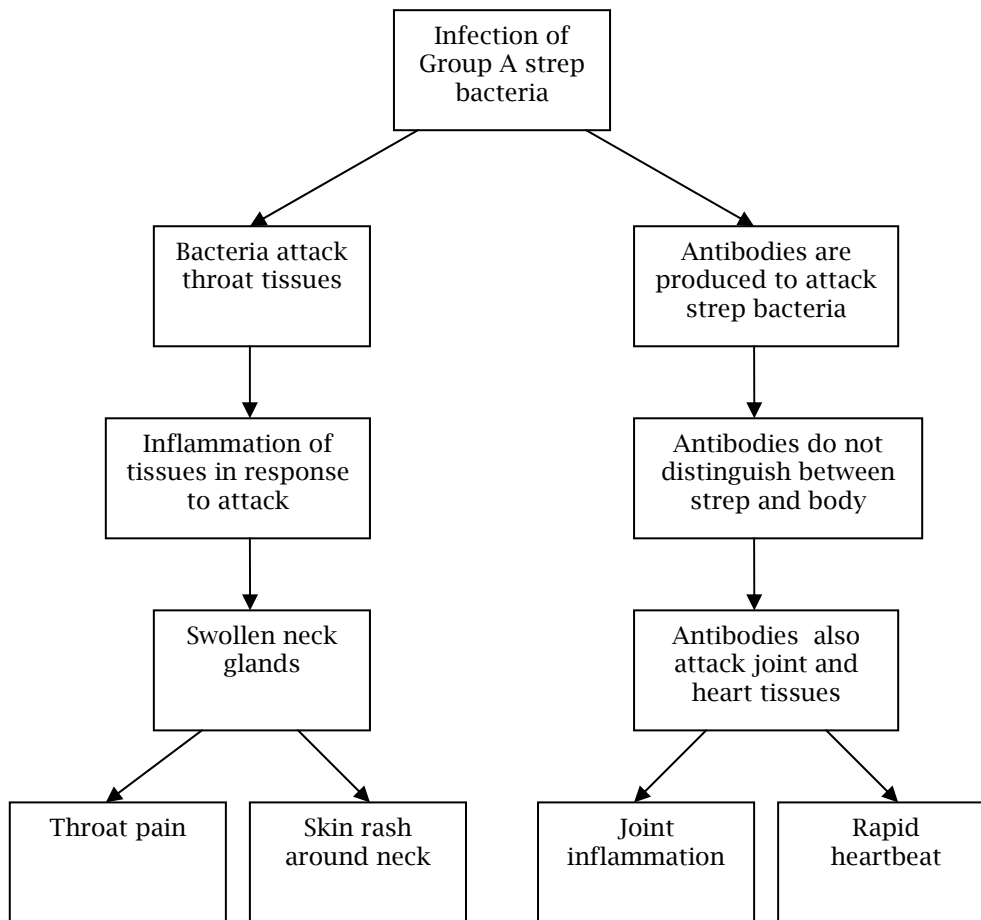 Infection of
Group A strep
bacteria
Bacteria attack
throat tissues
Antibodies are
produced to attack
strep bacteria
Inflammation of
tissues in response
to attack
Antibodies do not
distinguish between
strep and body
Swollen neck
glands
Antibodies also
attack joint and
heart tissues
Throat pain
Skin rash
around neck
Joint
inflammation
Rapid
heartbeat